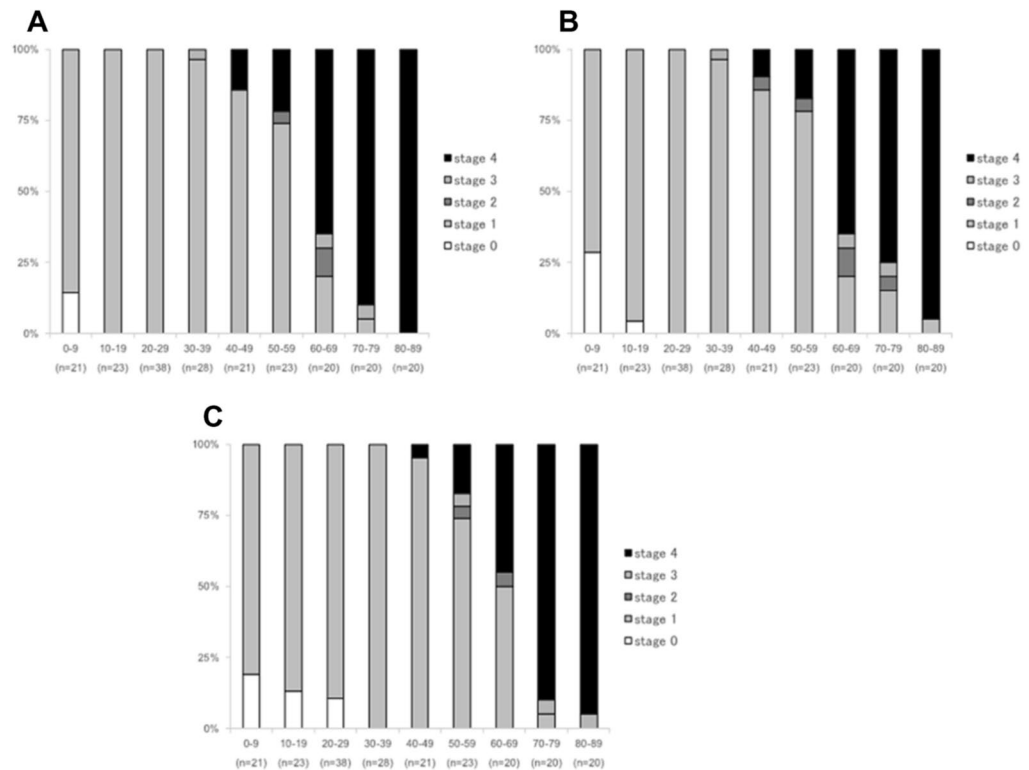 A
100%
75%
50%
25%
0%
0-9 10-19 20-29 30-39 40-49 50-59 60-69 70-79 80-89
(n=21) (n=23) (n=38) (n=28) (n=21) (n=23) (n=20) (n=20) (n=20)
stage 4
stage 3
stage 2
stage 1
stage 0
B
100%
75%
50%
25%
0%
0-9 10-19 20-29 30-39 40-49 50-59 60-69 70-79 80-89
(n=21) (n=23) (n=38) (n=28) (n=21) (n=23) (n=20) (n=20) (n=20)
stage 4
stage 3
stage 2
stage 1
stage 0
C
100%
75%
50%
25%
0%
0-9 10-19 20-29 30-39 40-49 50-59 60-69 70-79 80-89
(n=21) (n=23) (n=38) (n=28) (n=21) (n=23) (n=20) (n=20) (n=20)
stage 4
stage 3
stage 2
stage 1
stage 0